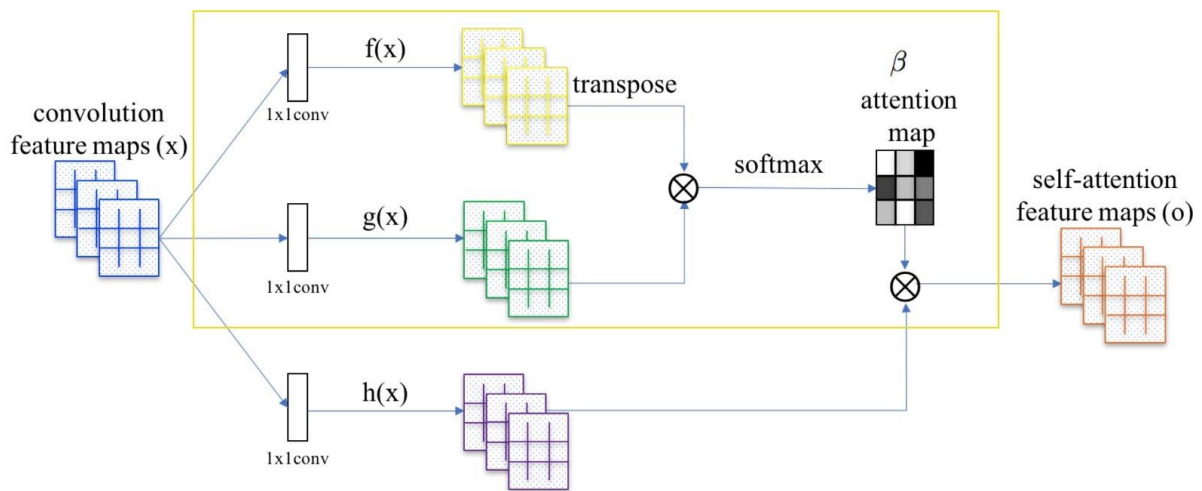 convolution
feature maps (x)
f(x)
1x1conv
transpose
g(x)
1x1conv
h(x)
1x1conv
softmax
β
attention
map
self-attention
feature maps (o)